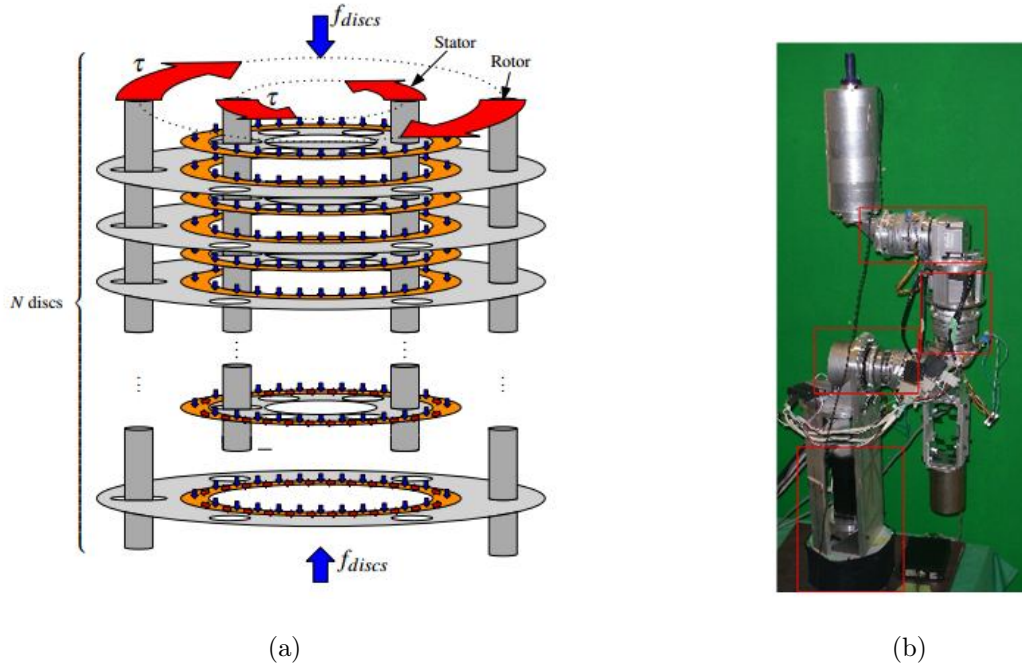 f_discs
Stator
τ
Rotor
τ
N discs
f_discs
(a)
(b)